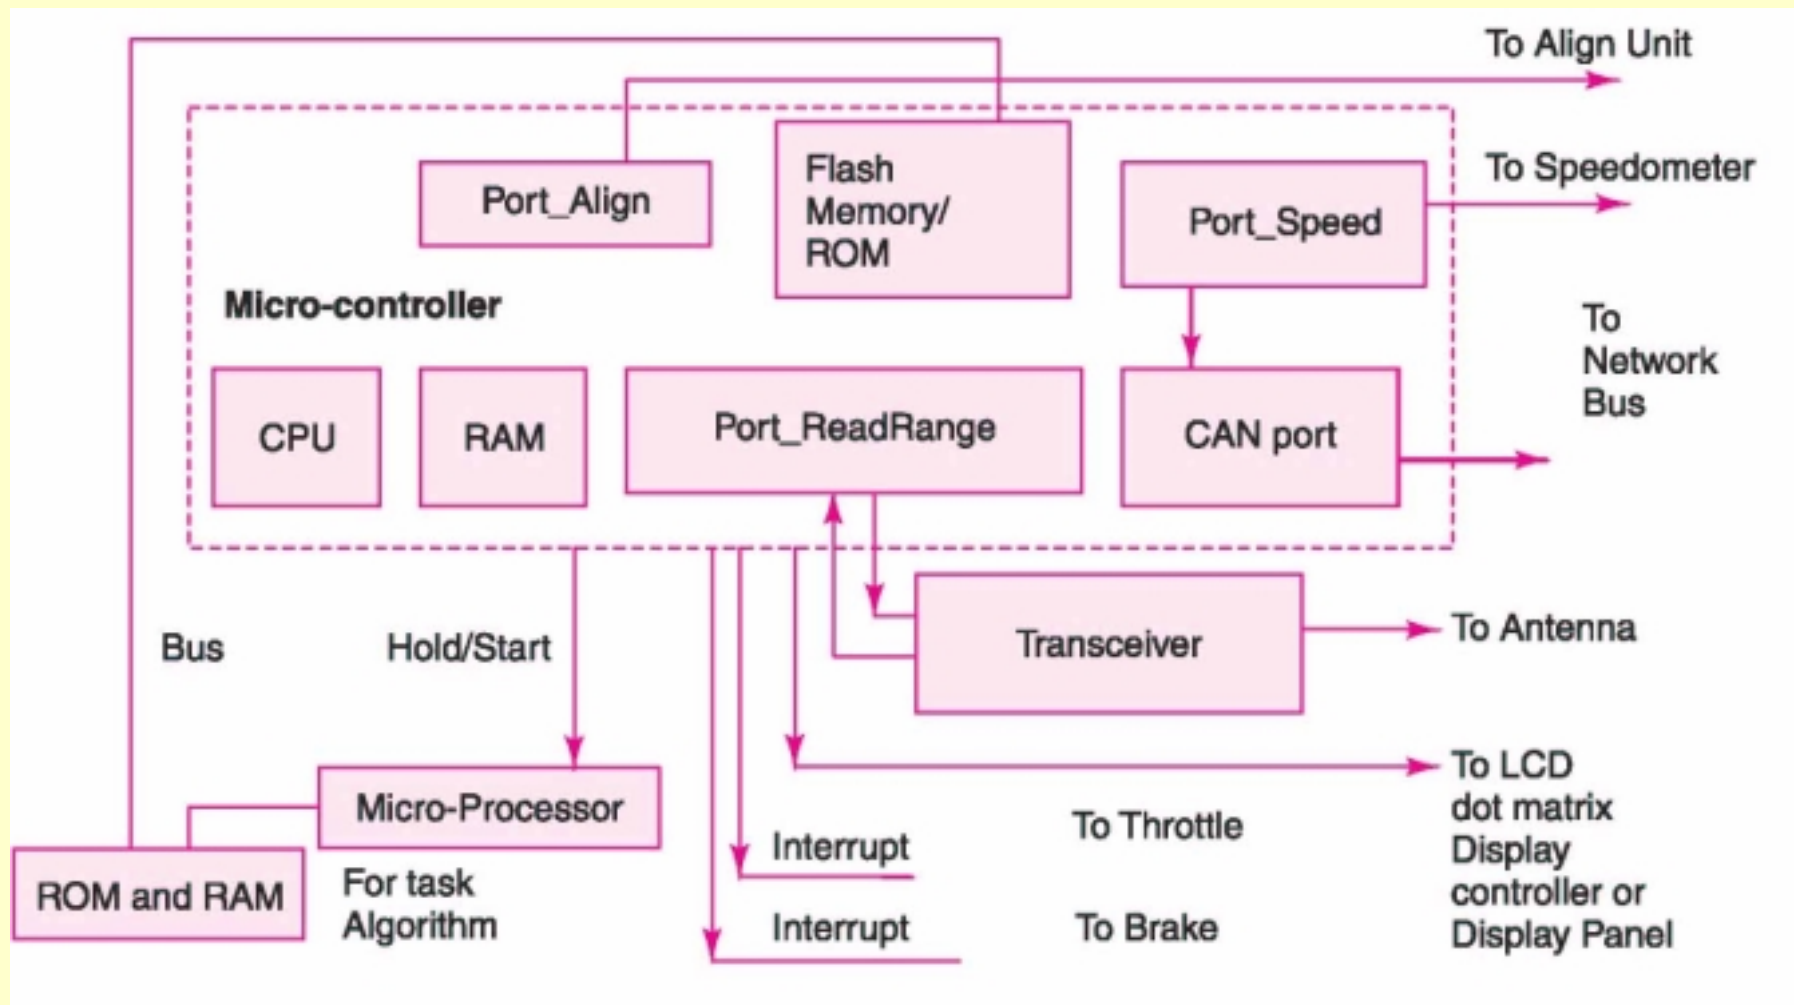 To Align Unit
Flash
Memory/
ROM
To Speedometer
Port_Align
Port_Speed
Micro-controller
To
Network
Bus
CPU
RAM
Port_ReadRange
CAN port
Bus
Hold/Start
Transceiver
To Antenna
To LCD
dot matrix
Display
controller or
Display Panel
Micro-Processor
To Throttle
Interrupt
ROM and RAM
For task
Algorithm
Interrupt
To Brake